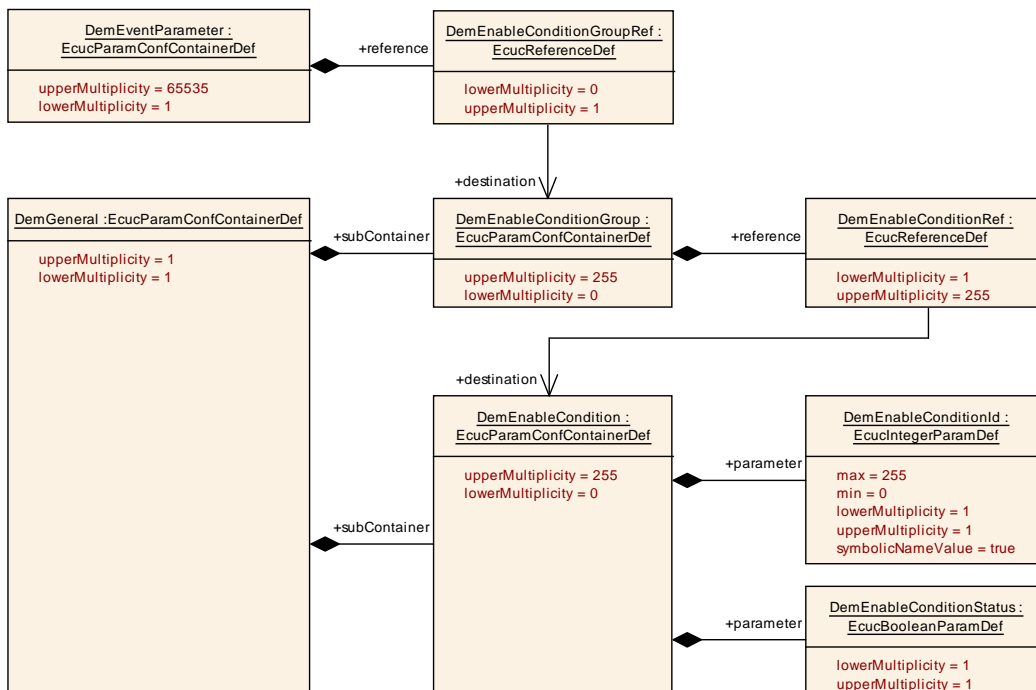 DemEventParameter :
EcucParamConfContainerDef
upperMultiplicity = 65535
lowerMultiplicity = 1
+reference
DemEnableConditionGroupRef :
EcucReferenceDef
lowerMultiplicity = 0
upperMultiplicity = 1
+destination
DemGeneral :EcucParamConfContainerDef
upperMultiplicity = 1
lowerMultiplicity = 1
+subContainer
DemEnableConditionGroup :
EcucParamConfContainerDef
upperMultiplicity = 255
lowerMultiplicity = 0
+reference
DemEnableConditionRef :
EcucReferenceDef
lowerMultiplicity = 1
upperMultiplicity = 255
+destination
DemEnableCondition :
EcucParamConfContainerDef
upperMultiplicity = 255
lowerMultiplicity = 0
+parameter
DemEnableConditionId :
EcucIntegerParamDef
max = 255
min = 0
lowerMultiplicity = 1
upperMultiplicity = 1
symbolicNameValue = true
+subContainer
+parameter
DemEnableConditionStatus :
EcucBooleanParamDef
lowerMultiplicity = 1
upperMultiplicity = 1